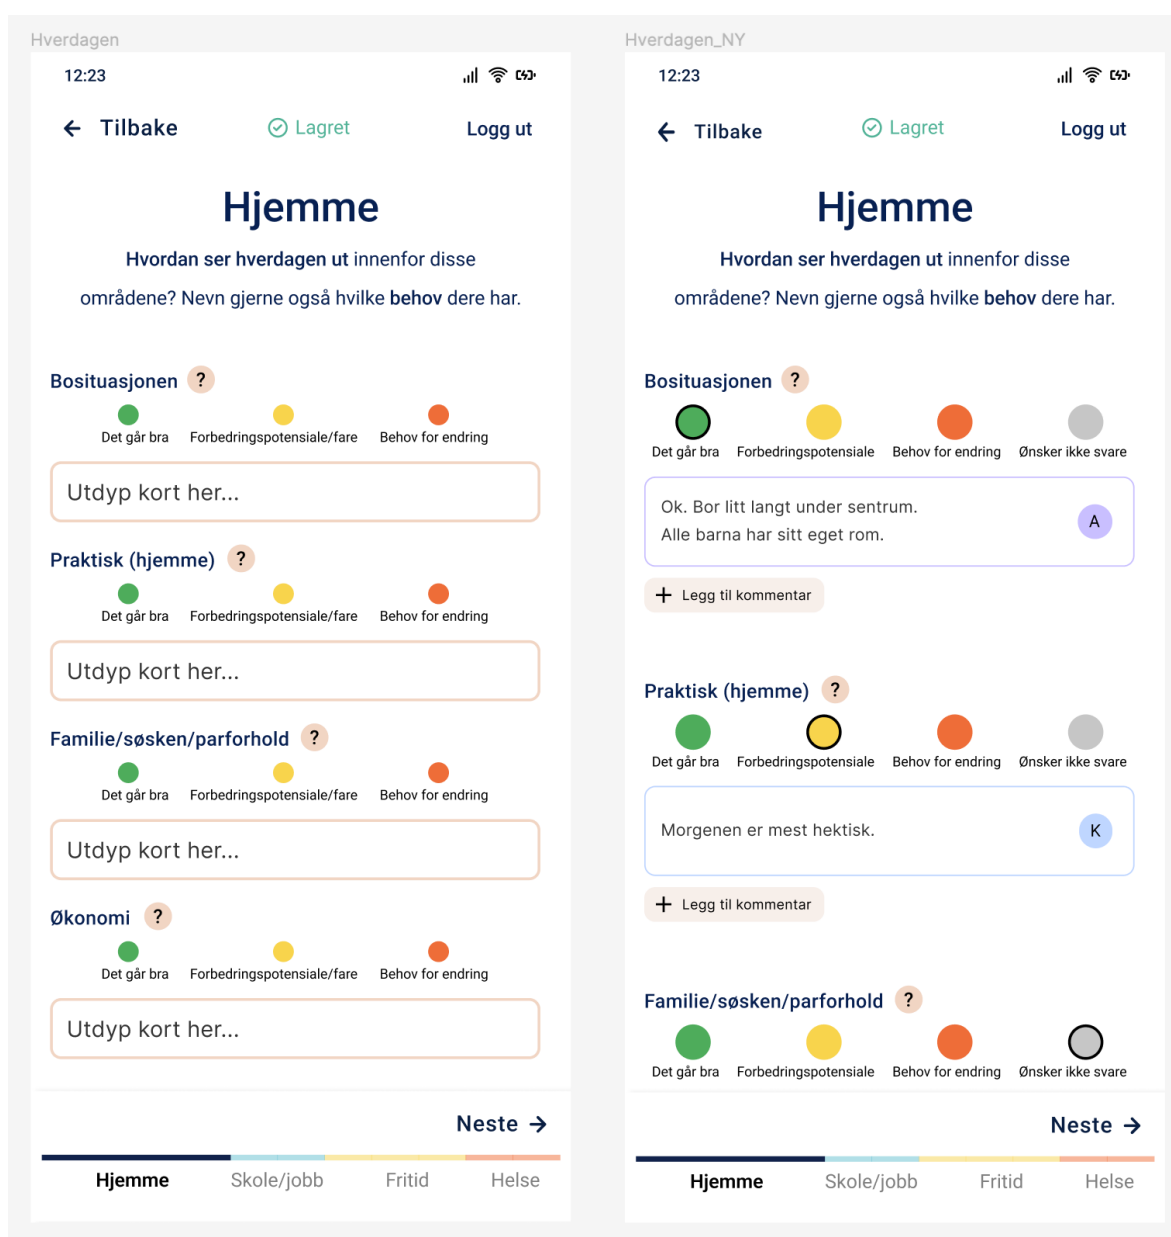 Hverdagen
12:23
Tilbake
Lagret
Logg ut
Hjemme
Hvordan ser hverdagen ut innenfor disse
områdene? Nevn gjerne også hvilke behov dere har.
Bosituasjonen ?
Det går bra Forbedringspotensiale/fare Behov for endring
Utdyp kort her...
Praktisk (hjemme) ?
Det går bra Forbedringspotensiale/fare Behov for endring
Utdyp kort her...
Familie/søsken/parforhold ?
Det går bra Forbedringspotensiale/fare Behov for endring
Utdyp kort her...
Økonomi ?
Det går bra Forbedringspotensiale/fare Behov for endring
Utdyp kort her...
Neste →
Hjemme Skole/jobb Fritid Helse
Hverdagen_NY
12:23
Tilbake
Lagret
Logg ut
Hjemme
Hvordan ser hverdagen ut innenfor disse
områdene? Nevn gjerne også hvilke behov dere har.
Bosituasjonen ?
Det går bra Forbedringspotensiale Behov for endring Ønsker ikke svare
Ok. Bor litt langt under sentrum.
Alle barna har sitt eget rom.
A
+ Legg til kommentar
Praktisk (hjemme) ?
Det går bra Forbedringspotensiale Behov for endring Ønsker ikke svare
Morgenen er mest hektisk.
K
+ Legg til kommentar
Familie/søsken/parforhold ?
Det går bra Forbedringspotensiale Behov for endring Ønsker ikke svare
Neste →
Hjemme Skole/jobb Fritid Helse